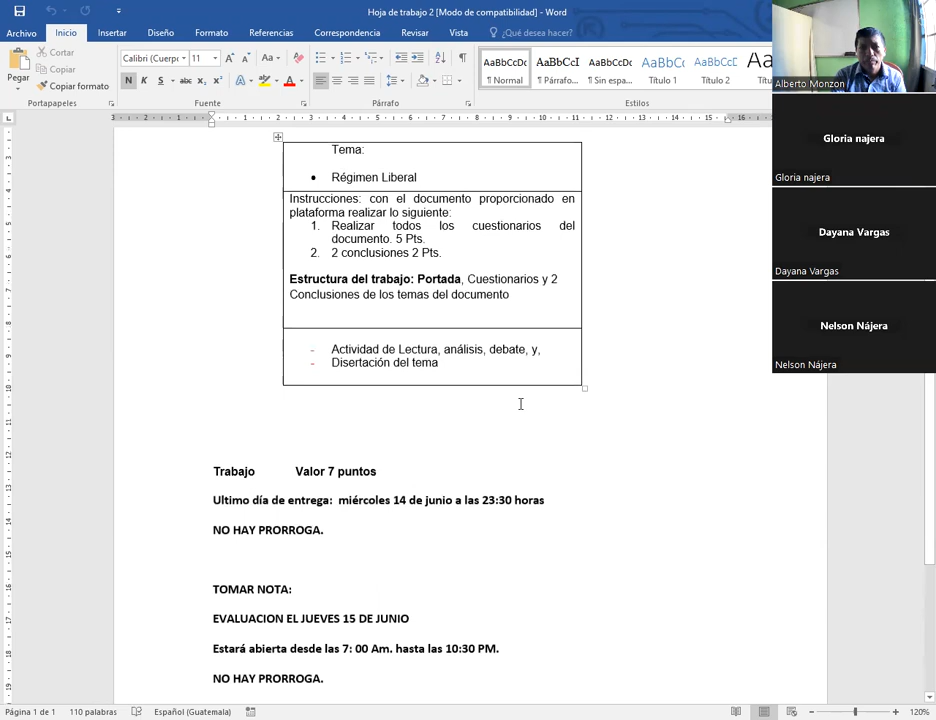 Hoja de trabajo 2 [Modo de compatibilidad] - Word
Archivo Inicio Insertar Diseño Formato Referencias Correspondencia Revisar Vista ¿Qué desea hacer?
Pegar
Cortar
Copiar
Copiar formato
Portapapeles
Calibri (Cuerpo 11
Fuente
Párrafo
AaBbCcDc AaBbCcI AaBbCcDc AaBbC AaBbCcD
¶ Normal ¶ Párrafo... ¶ Sin espa... Título 1 Título 2
Estilos
Tema:
• Régimen Liberal
Instrucciones: con el documento proporcionado en
plataforma realizar lo siguiente:
1. Realizar todos los cuestionarios del
documento. 5 Pts.
2. 2 conclusiones 2 Pts.
Estructura del trabajo: Portada, Cuestionarios y 2
Conclusiones de los temas del documento
- Actividad de Lectura, análisis, debate, y,
- Disertación del tema
Trabajo Valor 7 puntos
Ultimo día de entrega: miércoles 14 de junio a las 23:30 horas
NO HAY PRORROGA.
TOMAR NOTA:
EVALUACION EL JUEVES 15 DE JUNIO
Estará abierta desde las 7: 00 Am. hasta las 10:30 PM.
NO HAY PRORROGA.
Página 1 de 1 110 palabras Español (Guatemala) 120%
Alberto Monzon
Gloria najera
Gloria najera
Dayana Vargas
Dayana Vargas
Nelson Nájera
Nelson Nájera